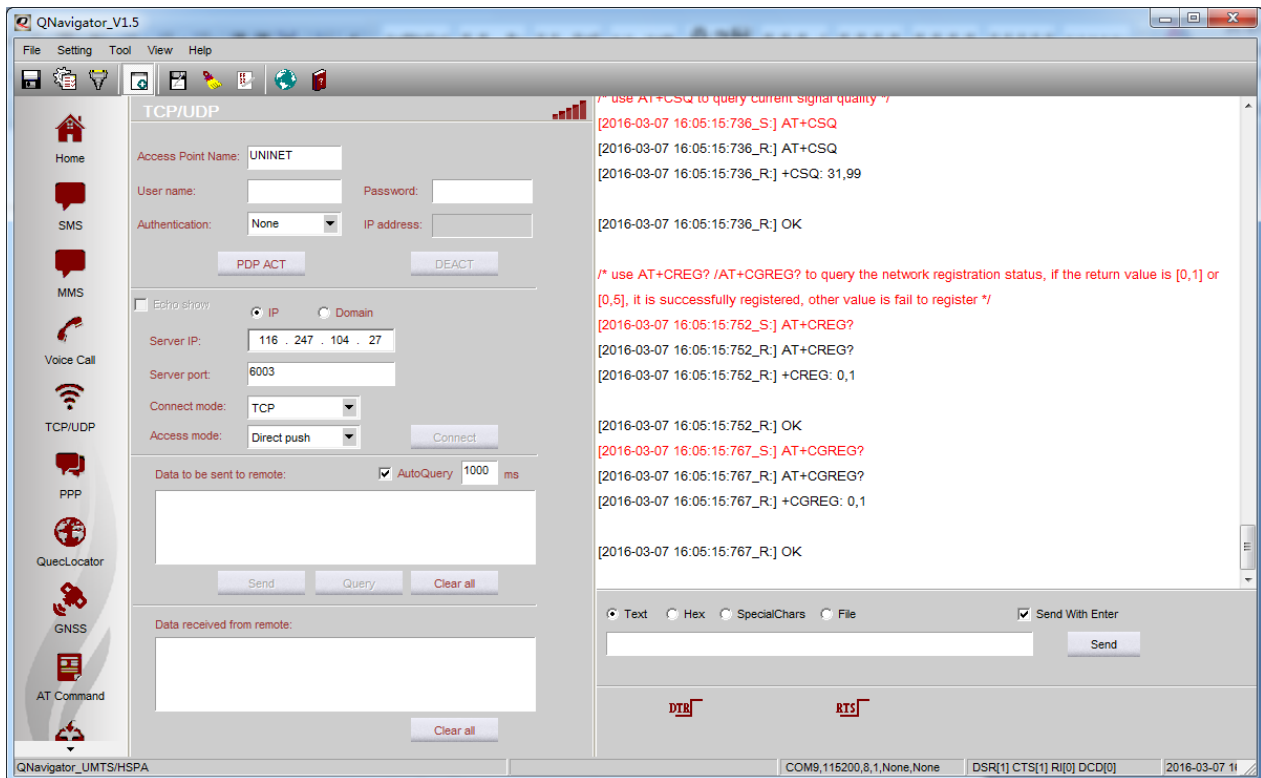 QNavigator_V1.5
File Setting Tool View Help
Home
SMS
MMS
Voice Call
TCP/UDP
PPP
QuecLocator
GNSS
AT Command
TCP/UDP
Access Point Name: UNINET
User name: Password:
Authentication: None IP address:
PDP ACT DEACT
Echo show
IP Domain
Server IP: 116 . 247 . 104 . 27
Server port: 6003
Connect mode: TCP
Access mode: Direct push Connect
Data to be sent to remote: AutoQuery 1000 ms
Send Query Clear all
Data received from remote:
Clear all
/* use AT+CSQ to query current signal quality */
[2016-03-07 16:05:15:736_S:] AT+CSQ
[2016-03-07 16:05:15:736_R:] AT+CSQ
[2016-03-07 16:05:15:736_R:] +CSQ: 31,99
[2016-03-07 16:05:15:736_R:] OK
/* use AT+CREG? /AT+CGREG? to query the network registration status, if the return value is [0,1] or
[0,5], it is successfully registered, other value is fail to register */
[2016-03-07 16:05:15:752_S:] AT+CREG?
[2016-03-07 16:05:15:752_R:] AT+CREG?
[2016-03-07 16:05:15:752_R:] +CREG: 0,1
[2016-03-07 16:05:15:752_R:] OK
[2016-03-07 16:05:15:767_S:] AT+CGREG?
[2016-03-07 16:05:15:767_R:] AT+CGREG?
[2016-03-07 16:05:15:767_R:] +CGREG: 0,1
[2016-03-07 16:05:15:767_R:] OK
Text Hex SpecialChars File Send With Enter
Send
DTR RTS
QNavigator_UMTS/HSPA COM9,115200,8,1,None,None DSR[1] CTS[1] RI[0] DCD[0] 2016-03-07